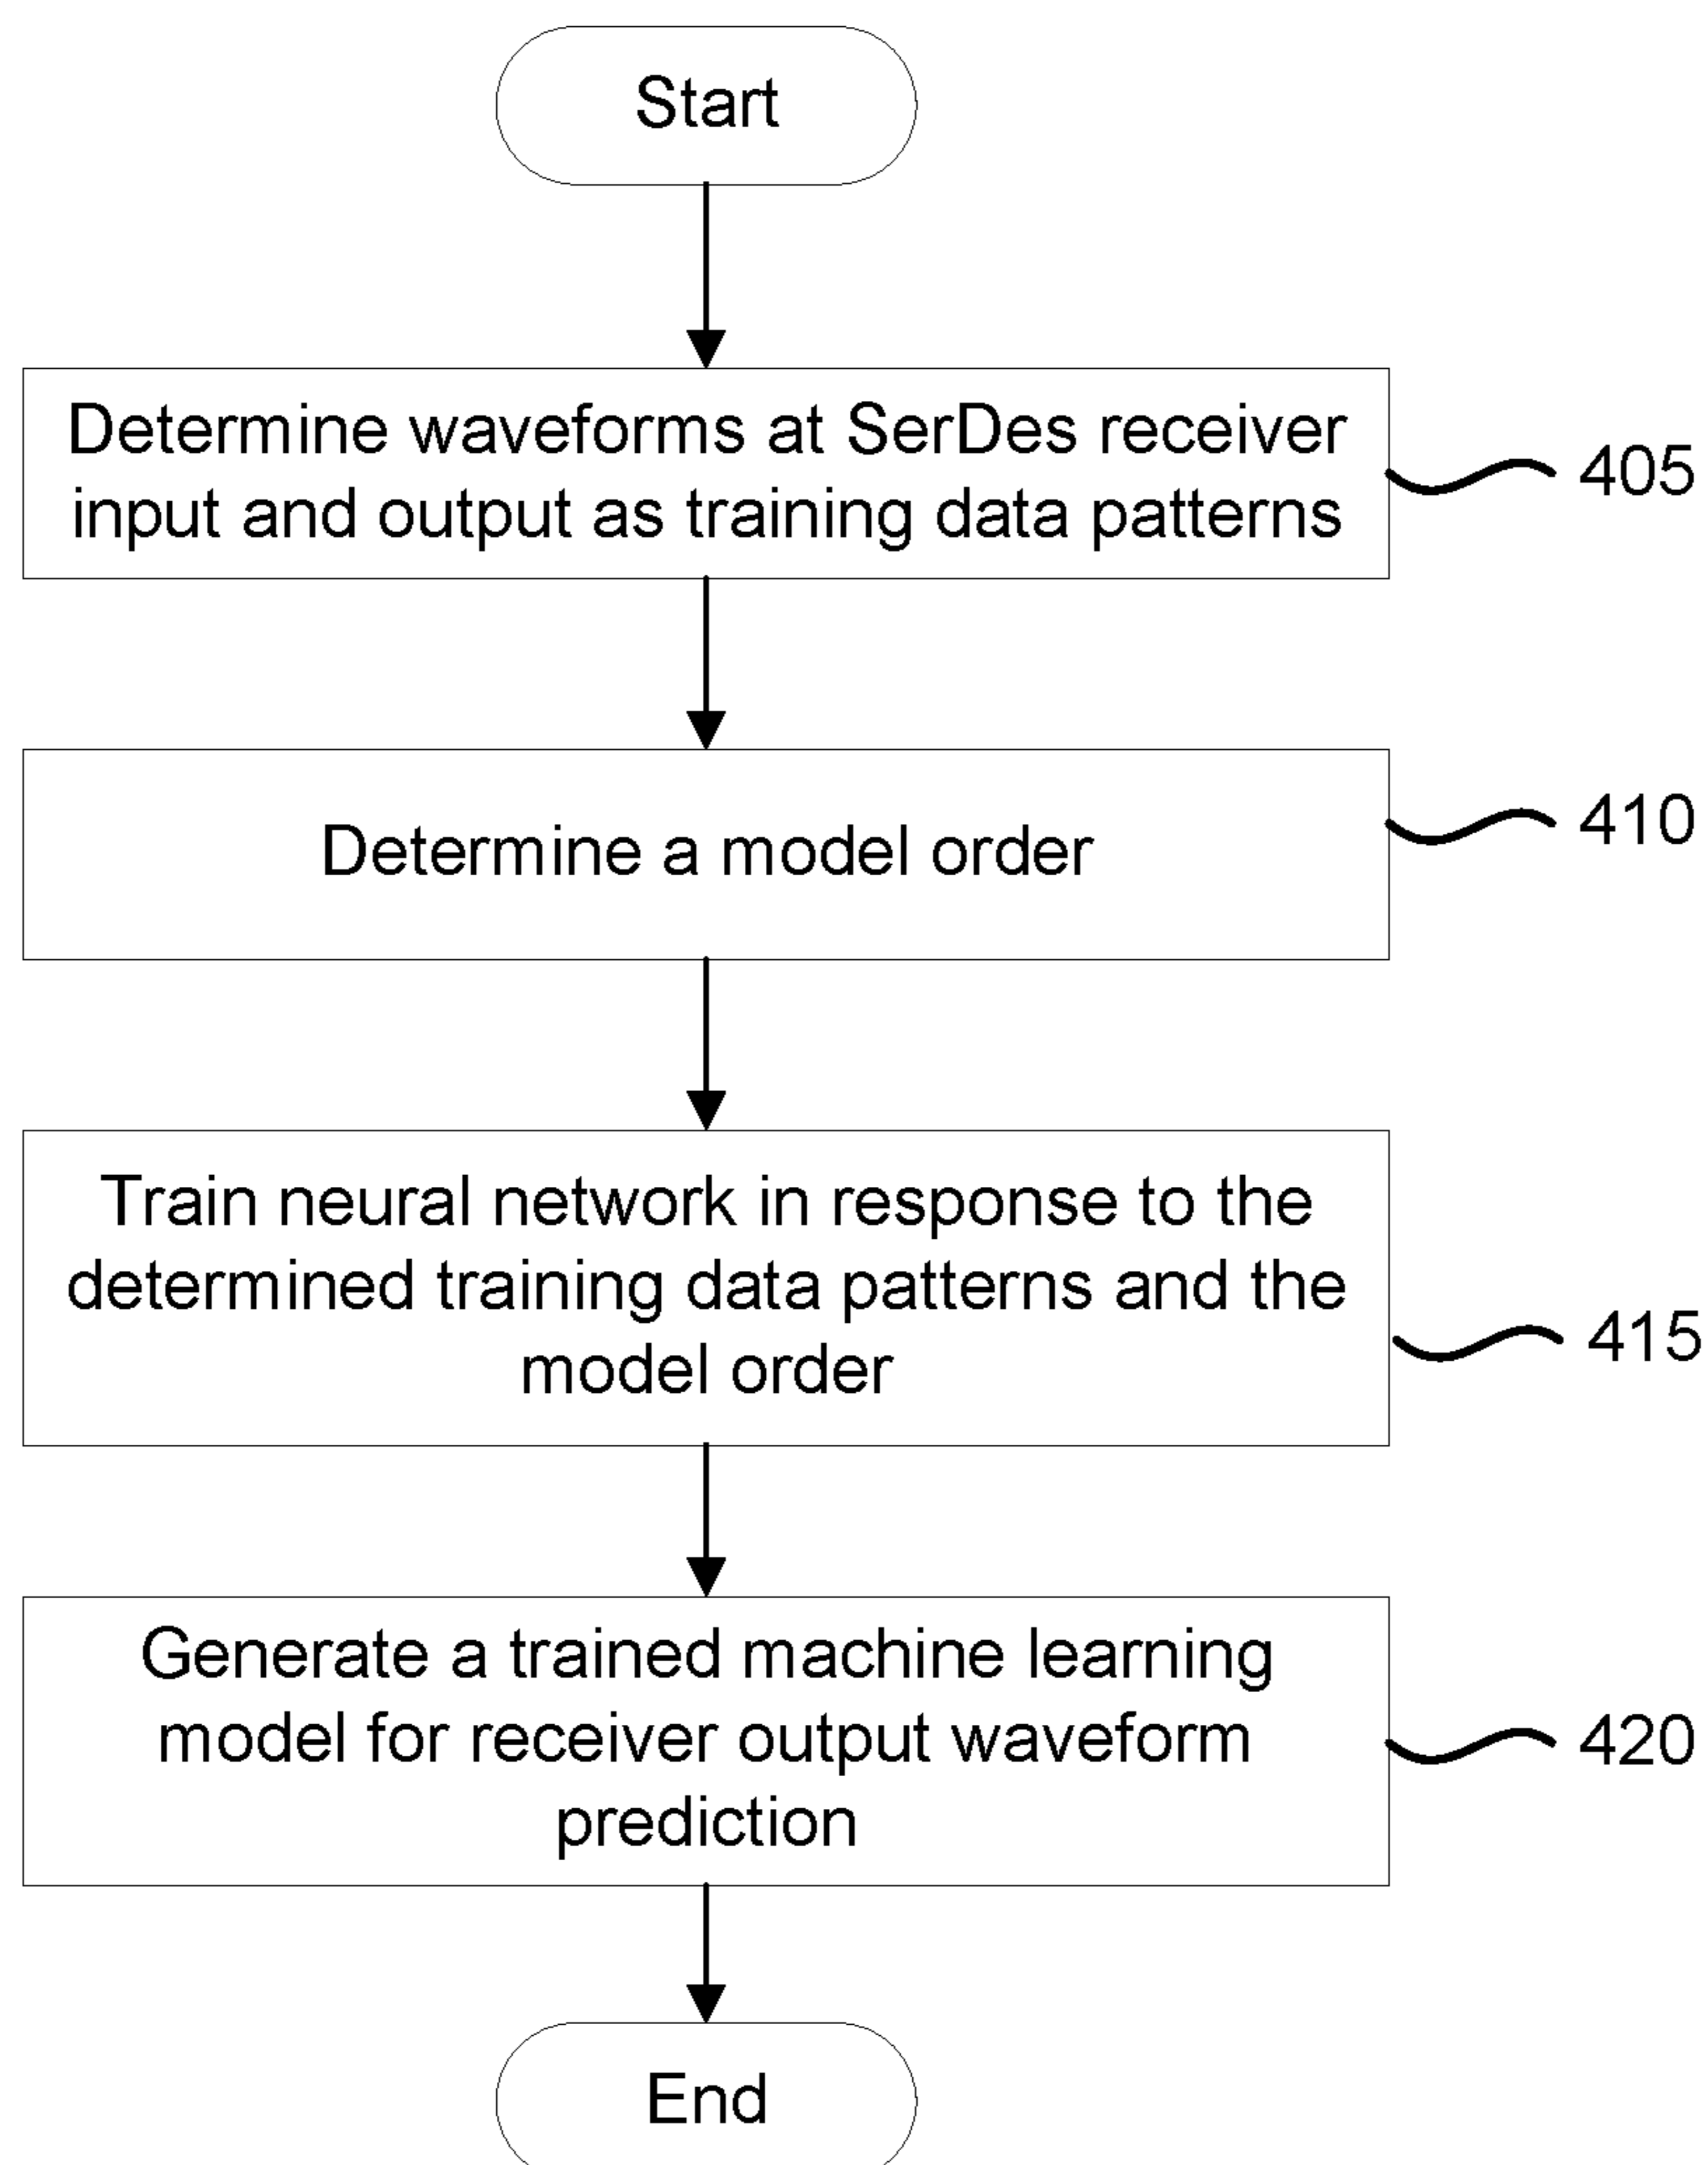 Start
Determine waveforms at SerDes receiver
input and output as training data patterns
405
Determine a model order
410
Train neural network in response to the
determined training data patterns and the
model order
415
Generate a trained machine learning
model for receiver output waveform
prediction
420
End